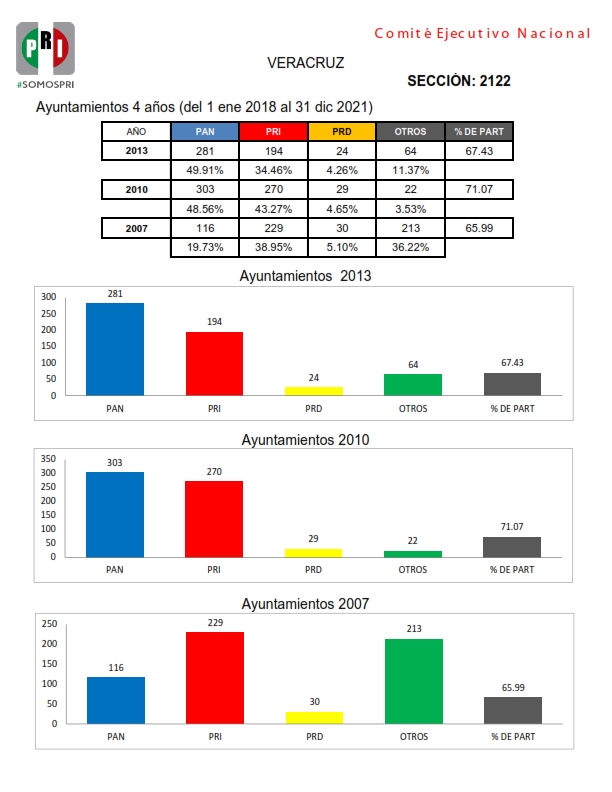 Comité Ejecutivo Nacional
PRI
#SOMOSPRI
VERACRUZ
SECCIÓN: 2122
Ayuntamientos 4 años (del 1 ene 2018 al 31 dic 2021)
AÑO PAN PRI PRD OTROS % DE PART
2013 281 194 24 64 67.43
49.91% 34.46% 4.26% 11.37%
2010 303 270 29 22 71.07
48.56% 43.27% 4.65% 3.53%
2007 116 229 30 213 65.99
19.73% 38.95% 5.10% 36.22%
Ayuntamientos 2013
300
250
200
150
100
50
0
281
194
24
64
67.43
PAN PRI PRD OTROS % DE PART
Ayuntamientos 2010
350
300
250
200
150
100
50
0
303
270
29
22
71.07
PAN PRI PRD OTROS % DE PART
Ayuntamientos 2007
250
200
150
100
50
0
116
229
30
213
65.99
PAN PRI PRD OTROS % DE PART